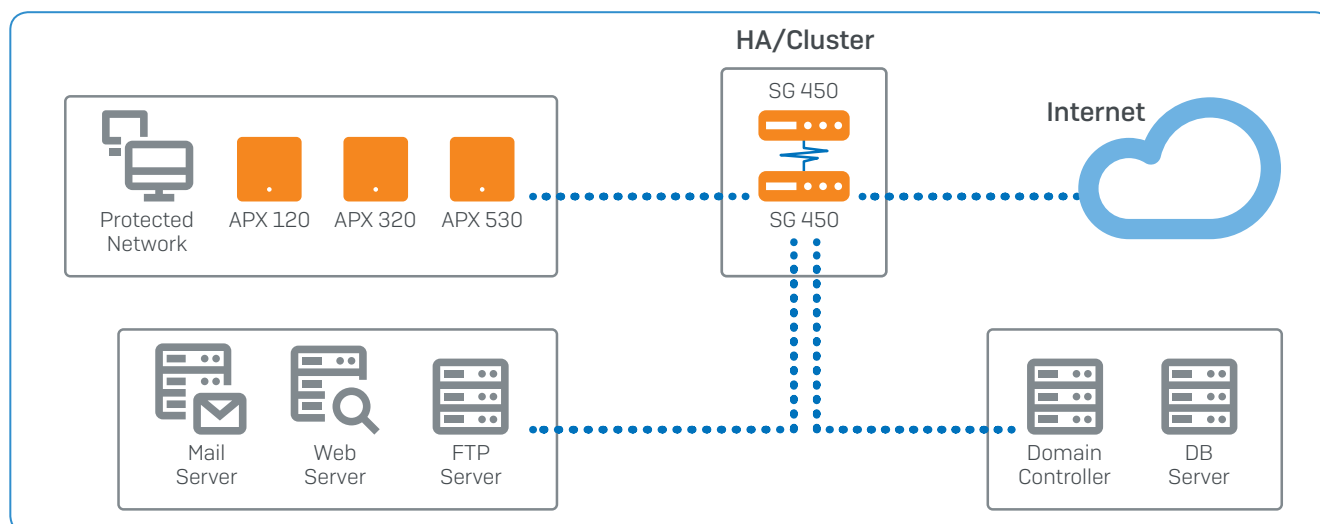 HA/Cluster
SG 450
SG 450
Internet
Protected
Network
APX 120
APX 320
APX 530
Mail
Server
Web
Server
FTP
Server
Domain
Controller
DB
Server